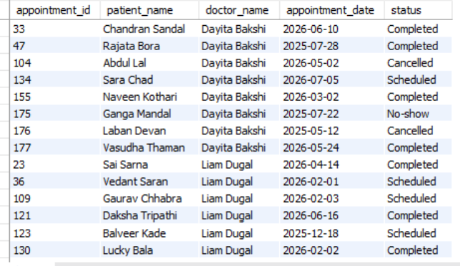 appointment_id patient_name doctor_name appointment_date status
33 Chandran Sandal Dayita Bakshi 2026-06-10 Completed
47 Rajata Bora Dayita Bakshi 2025-07-28 Completed
104 Abdul Lal Dayita Bakshi 2026-05-02 Cancelled
134 Sara Chad Dayita Bakshi 2026-07-05 Scheduled
155 Naveen Kothari Dayita Bakshi 2026-03-02 Completed
175 Ganga Mandal Dayita Bakshi 2025-07-22 No-show
176 Laban Devan Dayita Bakshi 2025-05-12 Cancelled
177 Vasudha Thaman Dayita Bakshi 2026-05-24 Completed
23 Sai Sarna Liam Dugal 2026-04-14 Completed
36 Vedant Saran Liam Dugal 2026-02-01 Scheduled
109 Gaurav Chhabra Liam Dugal 2026-02-03 Scheduled
121 Daksha Tripathi Liam Dugal 2026-06-16 Completed
123 Balveer Kade Liam Dugal 2025-12-18 Scheduled
130 Lucky Bala Liam Dugal 2026-02-02 Completed